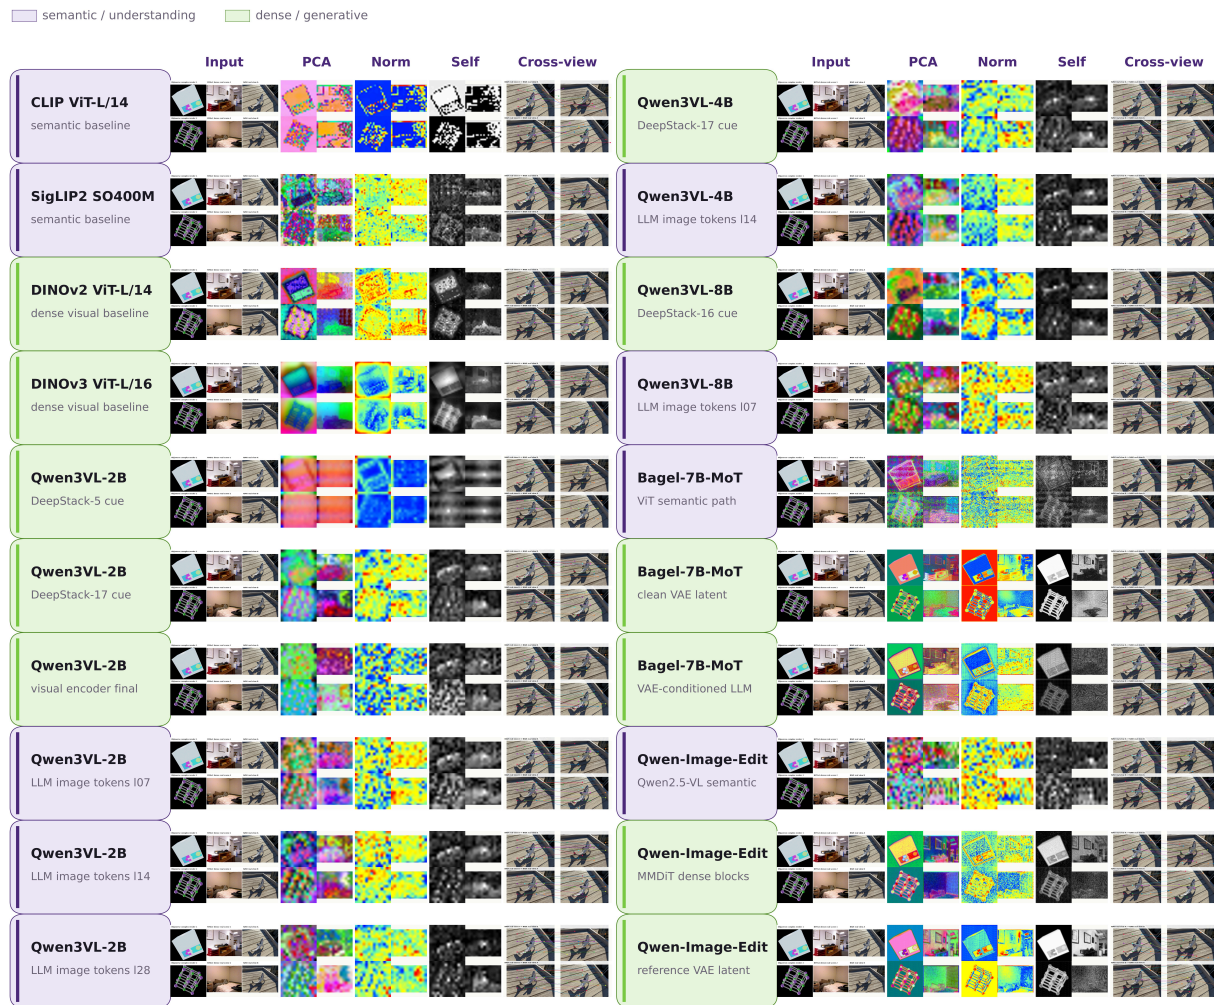 semantic / understanding
dense / generative
Input PCA Norm Self Cross-view
CLIP ViT-L/14
semantic baseline
SigLIP2 SO400M
semantic baseline
DINOv2 ViT-L/14
dense visual baseline
DINOv3 ViT-L/16
dense visual baseline
Qwen3VL-2B
DeepStack-5 cue
Qwen3VL-2B
DeepStack-17 cue
Qwen3VL-2B
visual encoder final
Qwen3VL-2B
LLM image tokens l07
Qwen3VL-2B
LLM image tokens l14
Qwen3VL-2B
LLM image tokens l28
Input PCA Norm Self Cross-view
Qwen3VL-4B
DeepStack-17 cue
Qwen3VL-4B
LLM image tokens l14
Qwen3VL-8B
DeepStack-16 cue
Qwen3VL-8B
LLM image tokens l07
Bagel-7B-MoT
ViT semantic path
Bagel-7B-MoT
clean VAE latent
Bagel-7B-MoT
VAE-conditioned LLM
Qwen-Image-Edit
Qwen2.5-VL semantic
Qwen-Image-Edit
MMDiT dense blocks
Qwen-Image-Edit
reference VAE latent